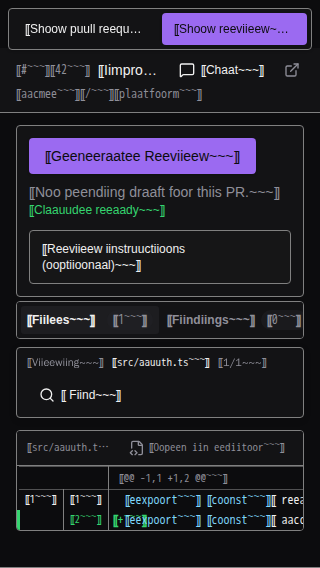 ⟦Shoow puull reequ… ⟦Shoow reeviieew~…
⟦#~~~⟧⟦42~~~⟧ ⟦Iimpro… ⟦Chaat~~~⟧
⟦aacmee~~~⟧⟦/~~~⟧⟦plaatfoorm~~~⟧
⟦Geeneeraatee Reeviieew~~~⟧
⟦Noo peendiing draaft foor thiis PR.~~~⟧
⟦Claauudee reeady~~~⟧
⟦Reeviieew iinstruuctiioons
(ooptiioonaal)~~~⟧
⟦Fiilees~~~⟧ ⟦1~~~⟧ ⟦Fiindiings~~~⟧ ⟦0~~~⟧
⟦Viieewiing~~~⟧ ⟦src/aauuth.ts~~~⟧ ⟦1/1~~~⟧
⟦Fiind~~~⟧
⟦src/aauuth.t… ⟦Oopeen iin eediitoor~~~⟧
⟦@@ -1,1 +1,2 @@~~~⟧
⟦1~~~⟧ ⟦1~~~⟧ ⟦eexpoort~~~⟧ ⟦coonst~~~⟧⟦
⟦2~~~⟧ ⟦+ ⟦eexpoort~~~⟧ ⟦coonst~~~⟧⟦